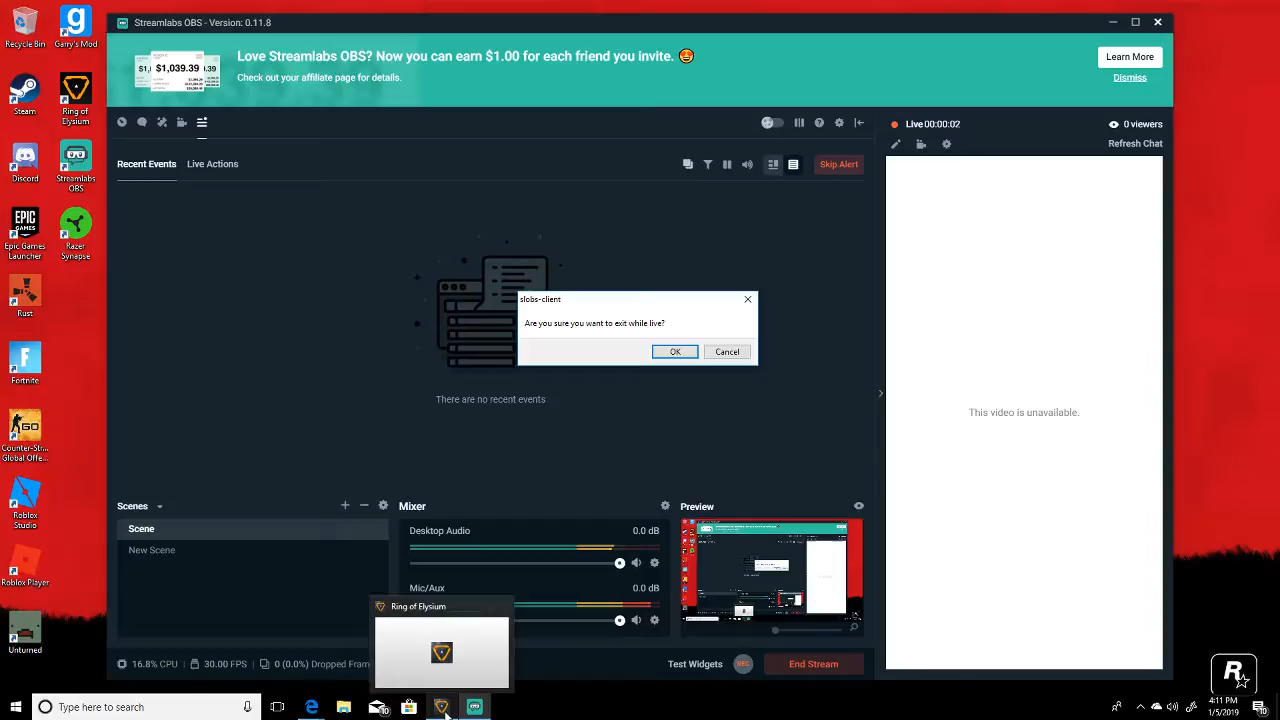 Streamlabs OBS - Version: 0.11.8
Love Streamlabs OBS? Now you can earn $1.00 for each friend you invite.
Check out your affiliate page for details.
$1,039.39
Learn More
Dismiss
Recycle Bin
Garry's Mod
Steam
Ring of
Elysium
Discord
Streamlabs
OBS
Epic Games
Launcher
Razer
Synapse
Rust
Fortnite
Counter-Str...
Global Offe...
Roblox
Studio
Roblox Player
Unturned
Live 00:00:02
0 viewers
Refresh Chat
Recent Events
Live Actions
Skip Alert
slobs-client
Are you sure you want to exit while live?
OK
Cancel
There are no recent events
This video is unavailable.
Scenes
Scene
New Scene
Mixer
Desktop Audio
0.0 dB
Mic/Aux
0.0 dB
Preview
Ring of Elysium
16.8% CPU
30.00 FPS
0 (0.0%) Dropped Fram
Test Widgets
REC
End Stream
R
Type here to search
10
4:11 PM
1/5/2019
10